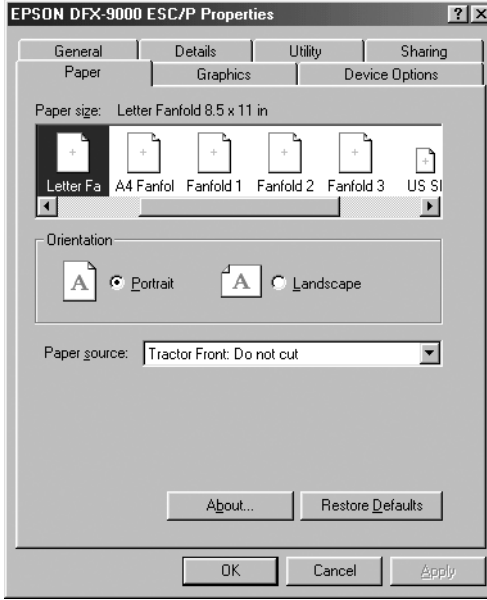 EPSON DFX-9000 ESC/P Properties ? X
General Details Utility Sharing
Paper Graphics Device Options
Paper size: Letter Fanfold 8.5 x 11 in
Letter Fa A4 Fanfol Fanfold 1 Fanfold 2 Fanfold 3 US SI
Orientation
A Portrait A Landscape
Paper source: Tractor Front: Do not cut
About... Restore Defaults
OK Cancel Apply